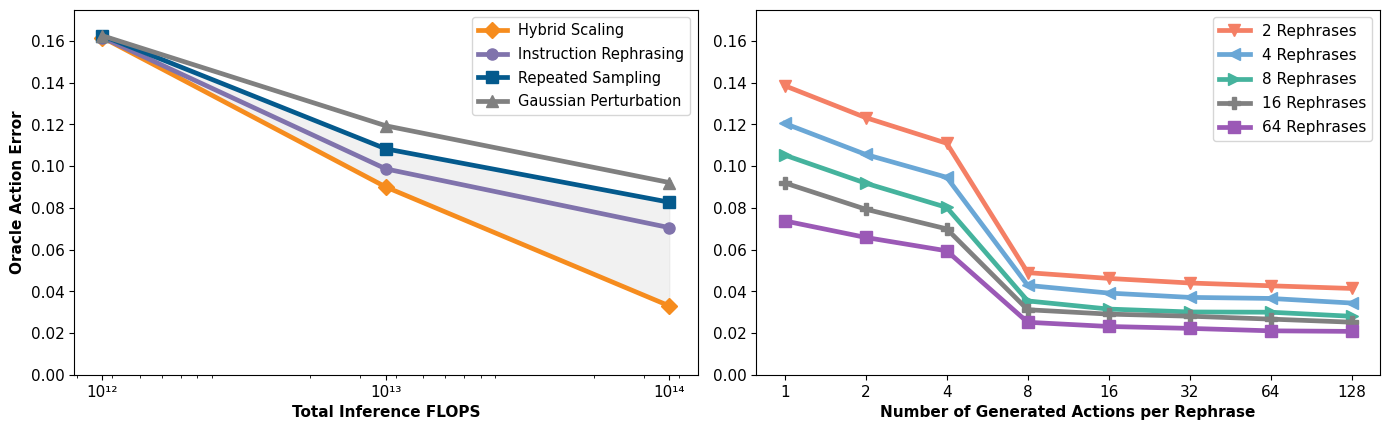 Oracle Action Error
0.16
0.14
0.12
0.10
0.08
0.06
0.04
0.02
0.00
Hybrid Scaling
Instruction Rephrasing
Repeated Sampling
Gaussian Perturbation
10¹² 10¹³ 10¹⁴
Total Inference FLOPS
0.16
0.14
0.12
0.10
0.08
0.06
0.04
0.02
0.00
2 Rephrases
4 Rephrases
8 Rephrases
16 Rephrases
64 Rephrases
1 2 4 8 16 32 64 128
Number of Generated Actions per Rephrase